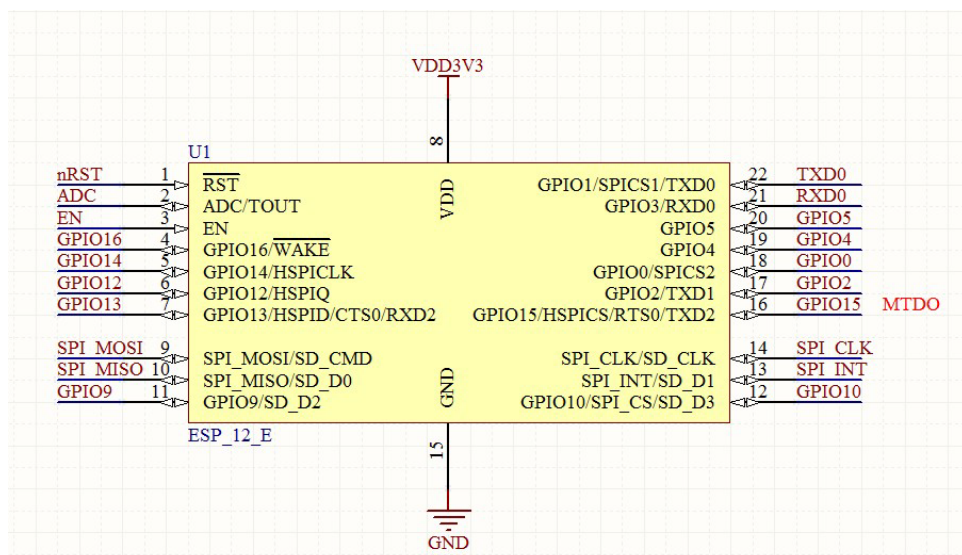 VDD3V3
8
U1
nRST 1 RST VDD GPIO1/SPICS1/TXD0 22 TXD0
ADC 2 ADC/TOUT GPIO3/RXD0 21 RXD0
EN 3 EN GPIO5 20 GPIO5
GPIO16 4 GPIO16/WAKE GPIO4 19 GPIO4
GPIO14 5 GPIO14/HSPICLK GPIO0/SPICS2 18 GPIO0
GPIO12 6 GPIO12/HSPIQ GPIO2/TXD1 17 GPIO2
GPIO13 7 GPIO13/HSPID/CTS0/RXD2 GPIO15/HSPICS/RTS0/TXD2 16 GPIO15 MTDO
SPI_MOSI 9 SPI_MOSI/SD_CMD SPI_CLK/SD_CLK 14 SPI_CLK
SPI_MISO 10 SPI_MISO/SD_D0 SPI_INT/SD_D1 13 SPI_INT
GPIO9 11 GPIO9/SD_D2 GND GPIO10/SPI_CS/SD_D3 12 GPIO10
ESP_12_E
15
GND